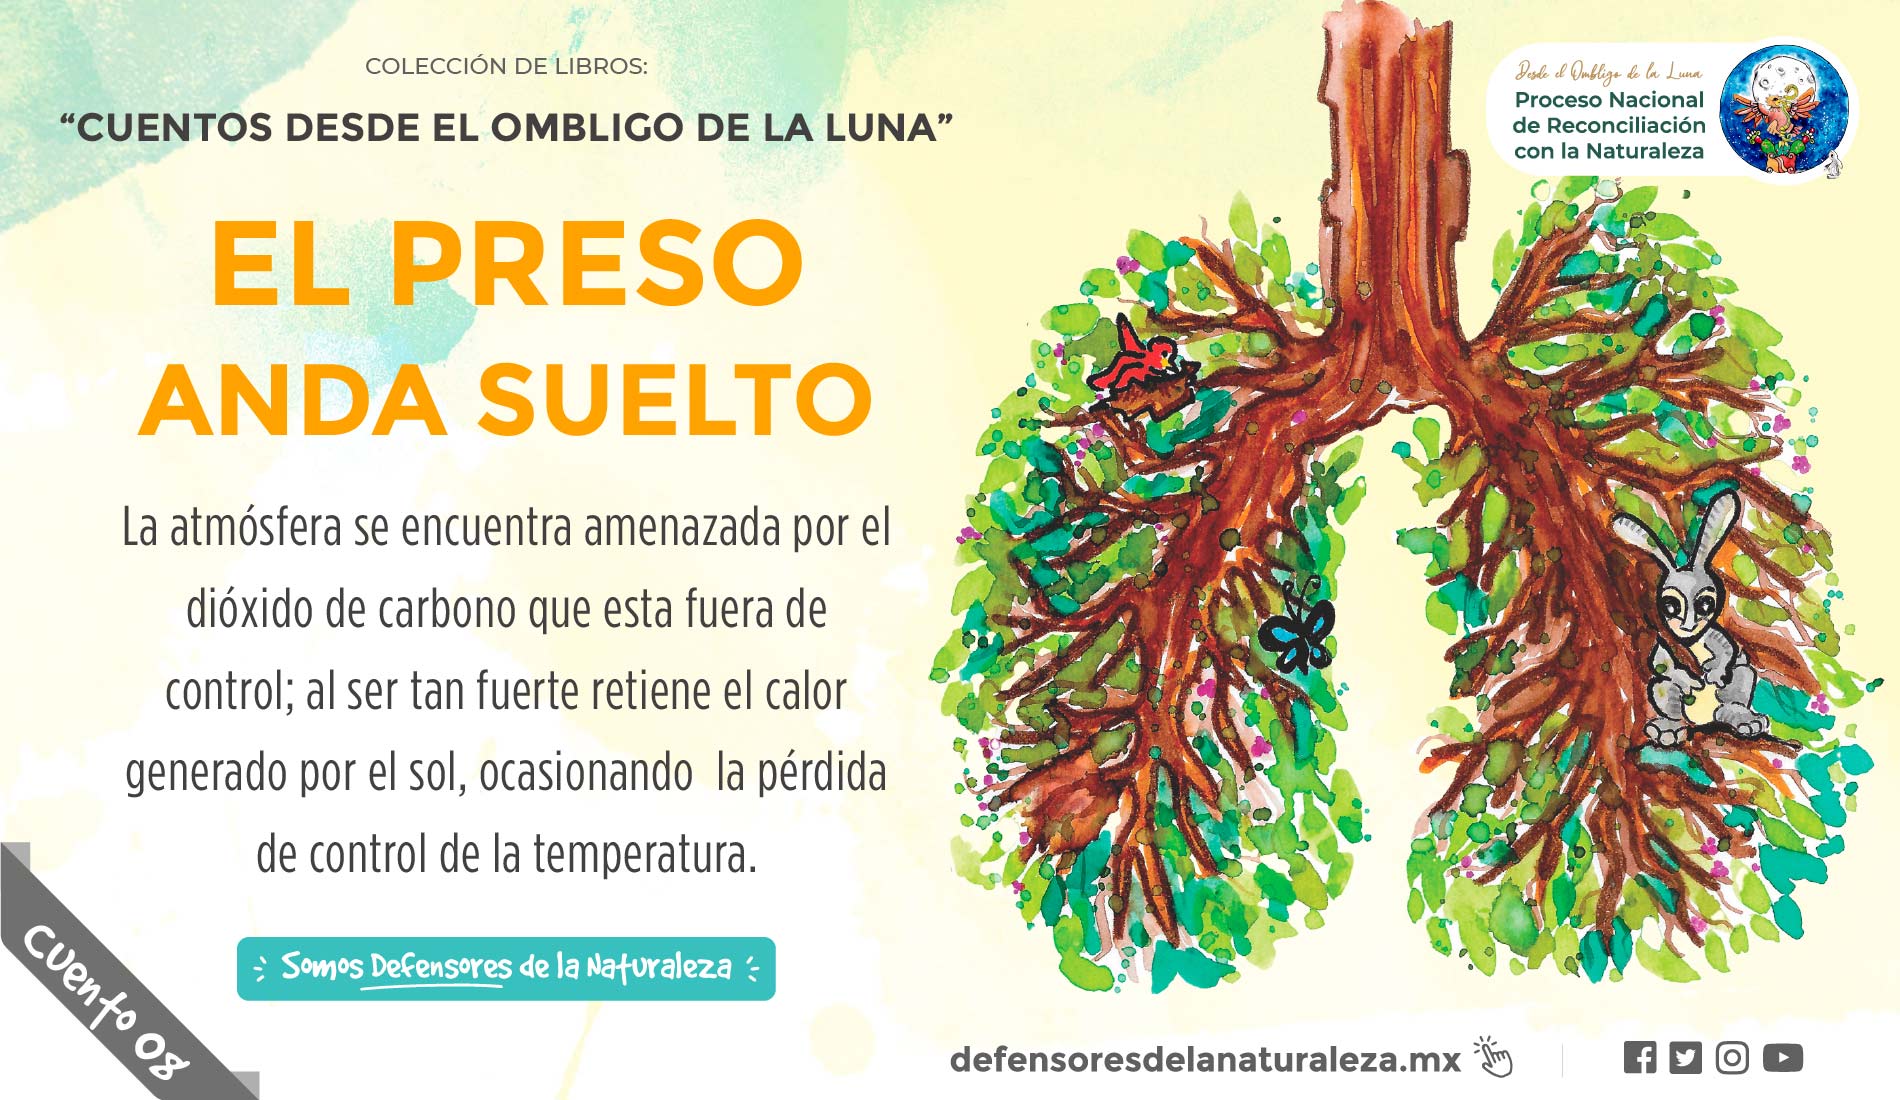 COLECCIÓN DE LIBROS:
“CUENTOS DESDE EL OMBLIGO DE LA LUNA”
EL PRESO
ANDA SUELTO
La atmósfera se encuentra amenazada por el
dióxido de carbono que esta fuera de
control; al ser tan fuerte retiene el calor
generado por el sol, ocasionando la pérdida
de control de la temperatura.
Somos Defensores de la Naturaleza
Cuento 08
Desde el Ombligo de la Luna
Proceso Nacional
de Reconciliación
con la Naturaleza
defensoresdelanaturaleza.mx